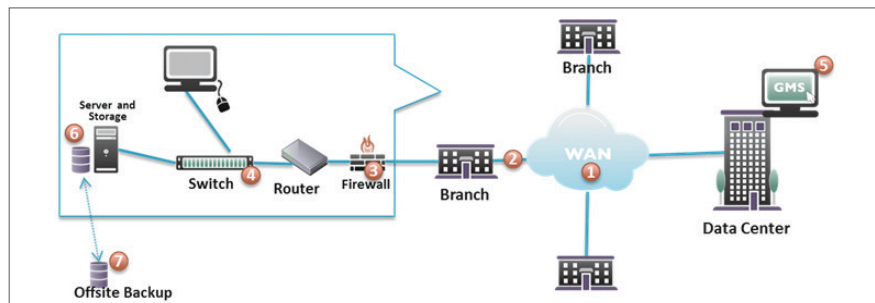 Branch
5
GMS
Server and
Storage
6
WAN
2
1
Switch
4
Router
3
Firewall
Branch
Data Center
7
Offsite Backup